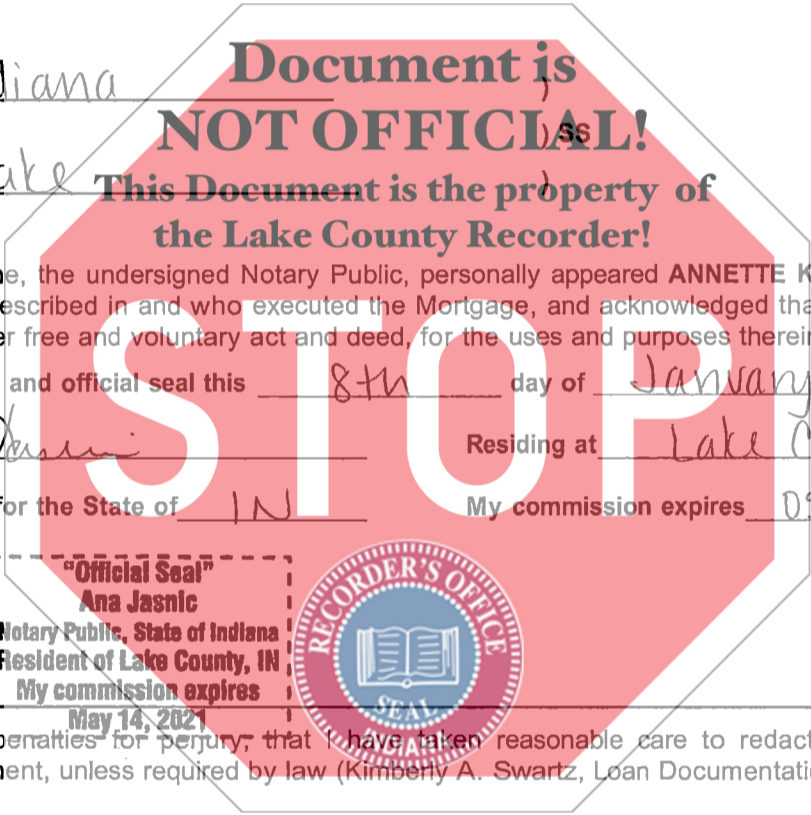 Document is
diana )
NOT OFFICIAL!
)ss
ake )
This Document is the property of
the Lake County Recorder!
e, the undersigned Notary Public, personally appeared ANNETTE K
escribed in and who executed the Mortgage, and acknowledged tha
r free and voluntary act and deed, for the uses and purposes therein
and official seal this 8th day of January
Residing at Lake
or the State of IN My commission expires
STOP
"Official Seal"
Ana Jasnic
Notary Public, State of Indiana
Resident of Lake County, IN
My commission expires
May 14, 2021
RECORDER'S OFFICE
SEAL
INDIANA
penalties for perjury, that I have taken reasonable care to redact
ent, unless required by law (Kimberly A. Swartz, Loan Documentati